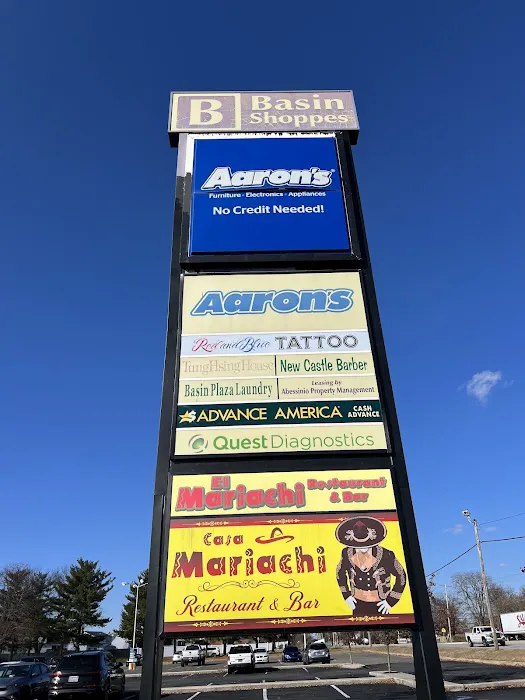 B Basin
Shoppes
Aaron's
Furniture · Electronics · Appliances
No Credit Needed!
Aaron's
Red and Blue TATTOO
TungHsing House New Castle Barber
Basin Plaza Laundry Leasing by
Abessinio Property Management
ADVANCE AMERICA CASH
ADVANCE
Quest Diagnostics
El
Mariachi Restaurant
& Bar
Casa
Mariachi
Restaurant & Bar